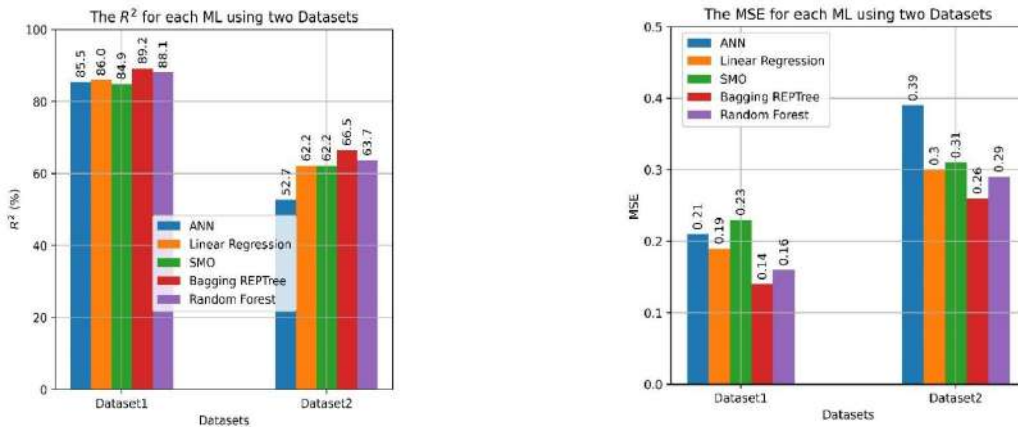 The R² for each ML using two Datasets
100
80
60
40
20
0
R² (%)
85.5
86.0
84.9
89.2
88.1
52.7
62.2
62.2
66.5
63.7
ANN
Linear Regression
SMO
Bagging REPTree
Random Forest
Dataset1
Dataset2
Datasets
The MSE for each ML using two Datasets
0.5
0.4
0.3
0.2
0.1
0.0
MSE
ANN
Linear Regression
SMO
Bagging REPTree
Random Forest
0.21
0.19
0.23
0.14
0.16
0.39
0.3
0.31
0.26
0.29
Dataset1
Dataset2
Datasets